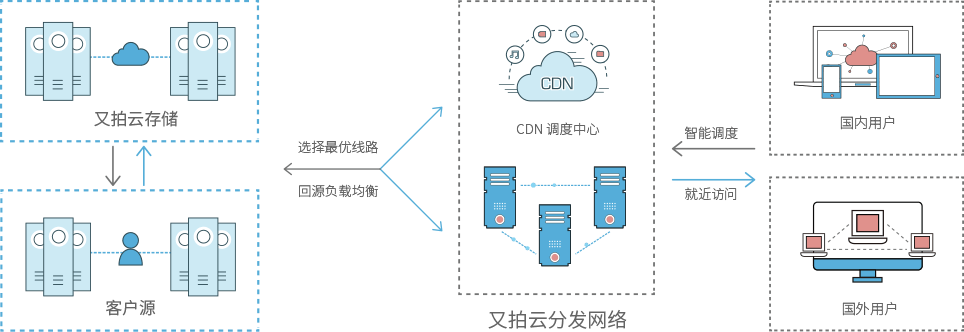 又拍云存储
客户源
选择最优线路
回源负载均衡
CDN
CDN 调度中心
又拍云分发网络
智能调度
就近访问
国内用户
国外用户